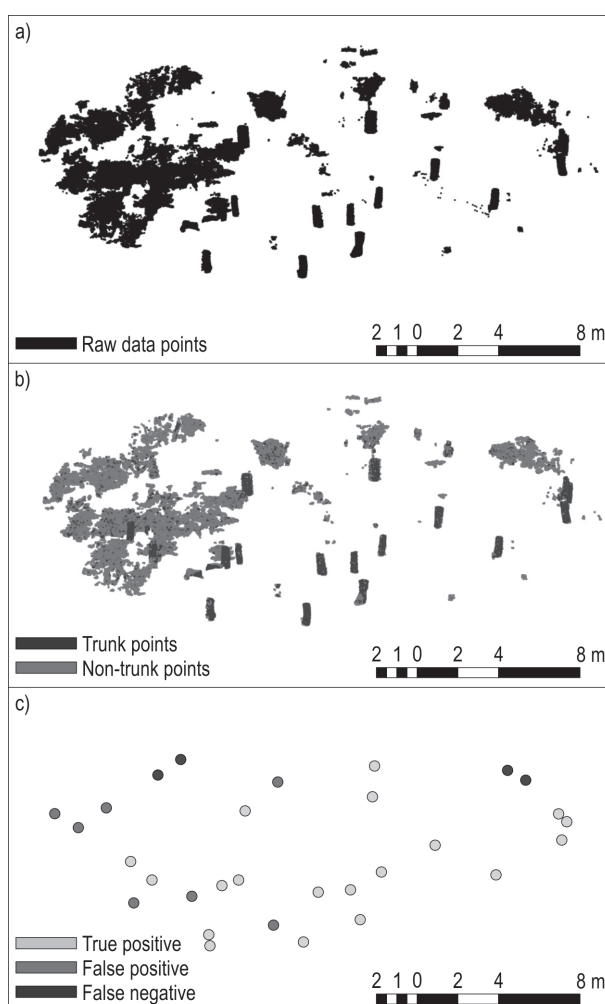 a)
Raw data points
2 1 0 2 4 8 m
b)
Trunk points
Non-trunk points
2 1 0 2 4 8 m
c)
True positive
False positive
False negative
2 1 0 2 4 8 m